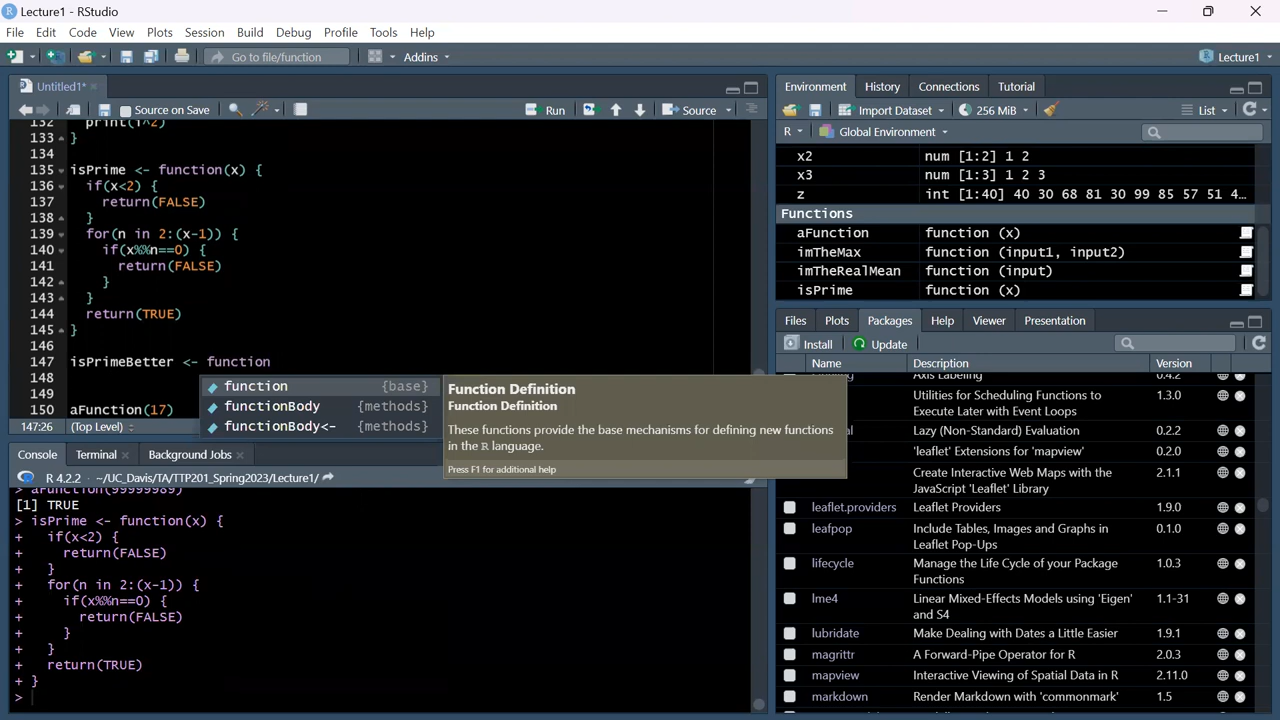 Lecture1 - RStudio
File Edit Code View Plots Session Build Debug Profile Tools Help
Go to file/function Addins Lecture1
Untitled1*
Source on Save Run Source
132 print(i^2)
133 }
134
135 isPrime <- function(x) {
136 if(x<2) {
137 return(FALSE)
138 }
139 for(n in 2:(x-1)) {
140 if(x%%n==0) {
141 return(FALSE)
142 }
143 }
144 return(TRUE)
145 }
146
147 isPrimeBetter <- function
148
149
150 aFunction(17)
function {base}
functionBody {methods}
functionBody<- {methods}
Function Definition
Function Definition
These functions provide the base mechanisms for defining new functions
in the R language.
Press F1 for additional help
147:26 (Top Level)
Console Terminal Background Jobs
R 4.2.2 · ~/UC_Davis/TA/TTP201_Spring2023/Lecture1/
> aFunction(99999989)
[1] TRUE
> isPrime <- function(x) {
+ if(x<2) {
+ return(FALSE)
+ }
+ for(n in 2:(x-1)) {
+ if(x%%n==0) {
+ return(FALSE)
+ }
+ }
+ return(TRUE)
+ }
>
Environment History Connections Tutorial
Import Dataset 256 MiB List
R Global Environment
x2 num [1:2] 1 2
x3 num [1:3] 1 2 3
z int [1:40] 40 30 68 81 30 99 85 57 51 4…
Functions
aFunction function (x)
imTheMax function (input1, input2)
imTheRealMean function (input)
isPrime function (x)
Files Plots Packages Help Viewer Presentation
Install Update
Name Description Version
Axis Labeling 0.4.2
Utilities for Scheduling Functions to 1.3.0
Execute Later with Event Loops
Lazy (Non-Standard) Evaluation 0.2.2
'leaflet' Extensions for 'mapview' 0.2.0
Create Interactive Web Maps with the 2.1.1
JavaScript 'Leaflet' Library
leaflet.providers Leaflet Providers 1.9.0
leafpop Include Tables, Images and Graphs in 0.1.0
Leaflet Pop-Ups
lifecycle Manage the Life Cycle of your Package 1.0.3
Functions
lme4 Linear Mixed-Effects Models using 'Eigen' 1.1-31
and S4
lubridate Make Dealing with Dates a Little Easier 1.9.1
magrittr A Forward-Pipe Operator for R 2.0.3
mapview Interactive Viewing of Spatial Data in R 2.11.0
markdown Render Markdown with 'commonmark' 1.5